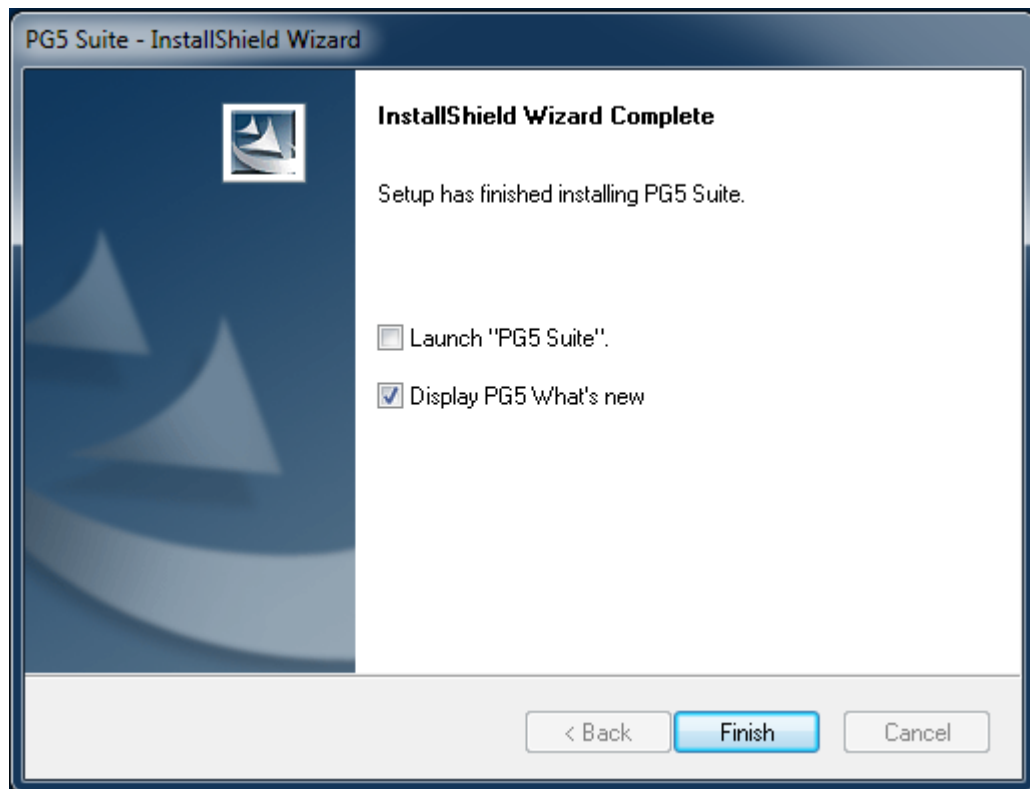 PG5 Suite - InstallShield Wizard
InstallShield Wizard Complete
Setup has finished installing PG5 Suite.
Launch "PG5 Suite".
Display PG5 What's new
< Back
Finish
Cancel